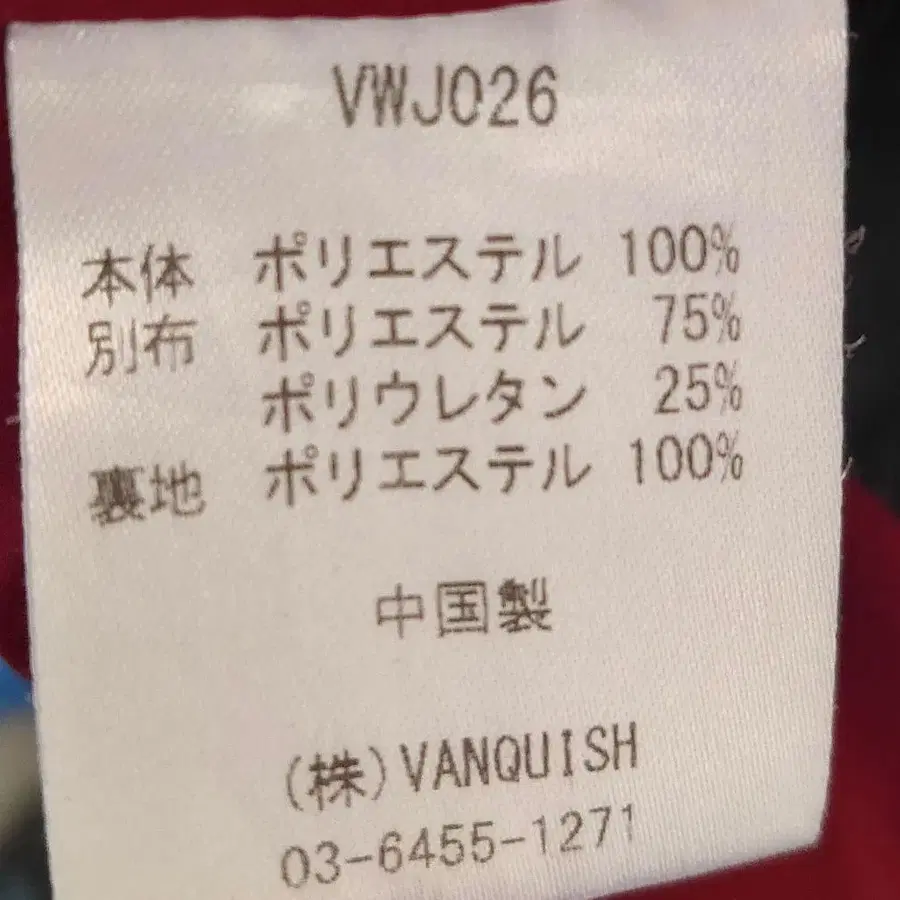 VWJ026
本体 ポリエステル 100%
別布 ポリエステル 75%
ポリウレタン 25%
裏地 ポリエステル 100%
中国製
(株)VANQUISH
03-6455-1271